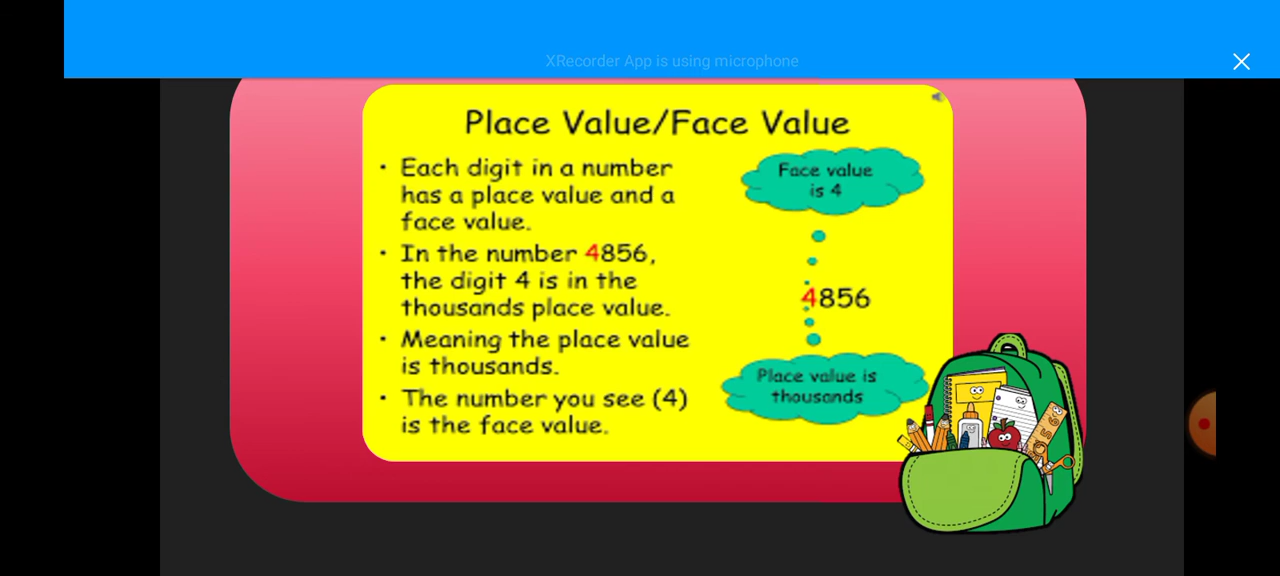 XRecorder App is using microphone
Place Value/Face Value
• Each digit in a number
has a place value and a
face value.
• In the number 4856,
the digit 4 is in the
thousands place value.
• Meaning the place value
is thousands.
• The number you see (4)
is the face value.
Face value
is 4
4856
Place value is
thousands